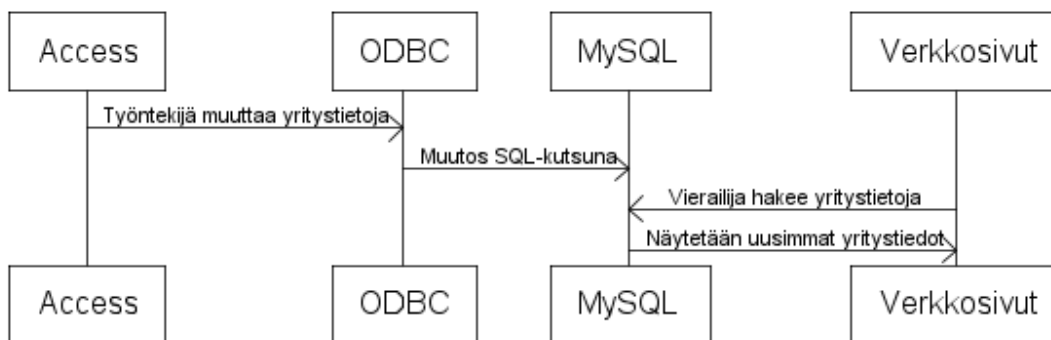 Access ODBC MySQL Verkkosivut
Työntekijä muuttaa yritystietoja
Muutos SQL-kutsuna
Vierailija hakee yritystietoja
Näytetään uusimmat yritystiedot
Access ODBC MySQL Verkkosivut